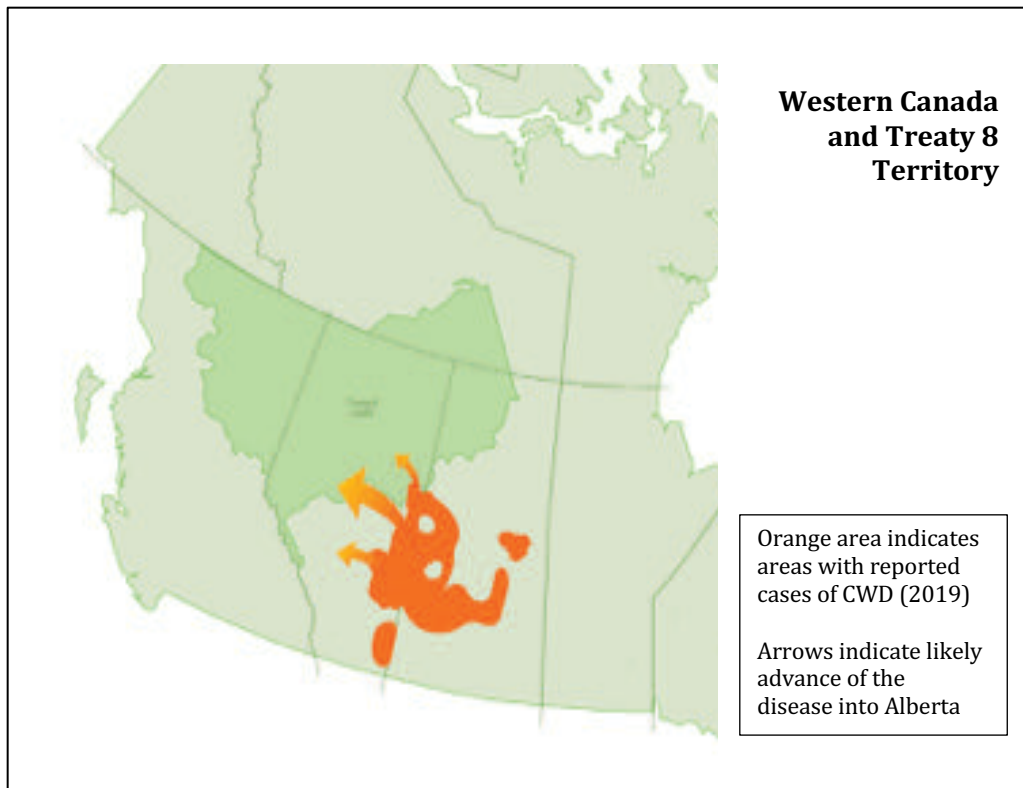 Western Canada
and Treaty 8
Territory
Orange area indicates
areas with reported
cases of CWD (2019)
Arrows indicate likely
advance of the
disease into Alberta